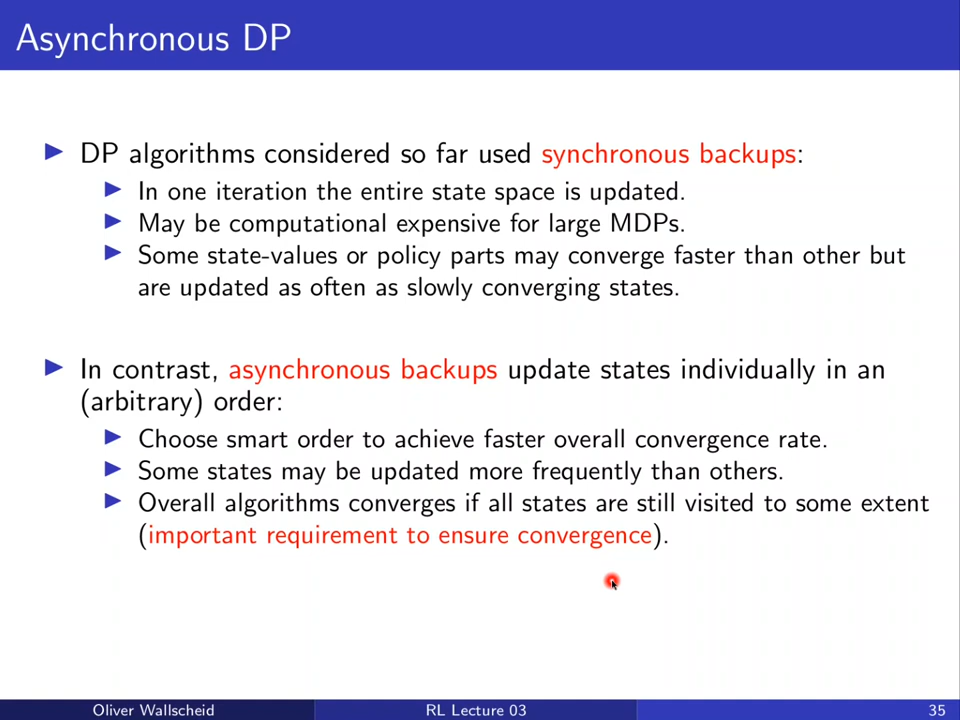 Asynchronous DP
DP algorithms considered so far used synchronous backups:
In one iteration the entire state space is updated.
May be computational expensive for large MDPs.
Some state-values or policy parts may converge faster than other but
are updated as often as slowly converging states.
In contrast, asynchronous backups update states individually in an
(arbitrary) order:
Choose smart order to achieve faster overall convergence rate.
Some states may be updated more frequently than others.
Overall algorithms converges if all states are still visited to some extent
(important requirement to ensure convergence).
Oliver Wallscheid RL Lecture 03 35